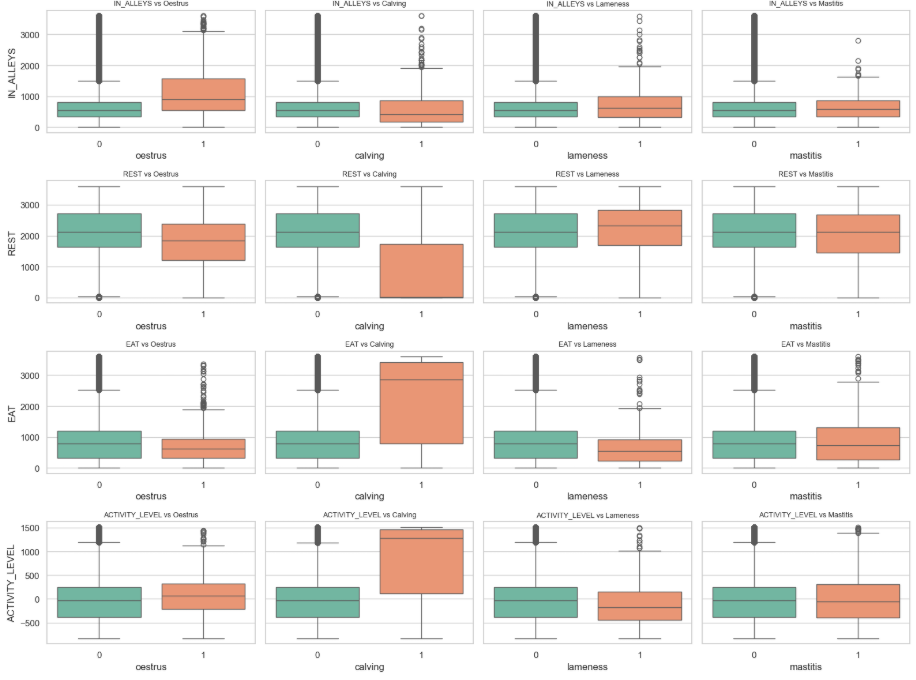 IN_ALLEYS vs Oestrus IN_ALLEYS vs Calving IN_ALLEYS vs Lameness IN_ALLEYS vs Mastitis
IN_ALLEYS
3000
2000
1000
0
0 1 0 1 0 1 0 1
oestrus calving lameness mastitis
REST vs Oestrus REST vs Calving REST vs Lameness REST vs Mastitis
REST
3000
2000
1000
0
0 1 0 1 0 1 0 1
oestrus calving lameness mastitis
EAT vs Oestrus EAT vs Calving EAT vs Lameness EAT vs Mastitis
EAT
3000
2000
1000
0
0 1 0 1 0 1 0 1
oestrus calving lameness mastitis
ACTIVITY_LEVEL vs Oestrus ACTIVITY_LEVEL vs Calving ACTIVITY_LEVEL vs Lameness ACTIVITY_LEVEL vs Mastitis
ACTIVITY_LEVEL
1500
1000
500
0
−500
0 1 0 1 0 1 0 1
oestrus calving lameness mastitis